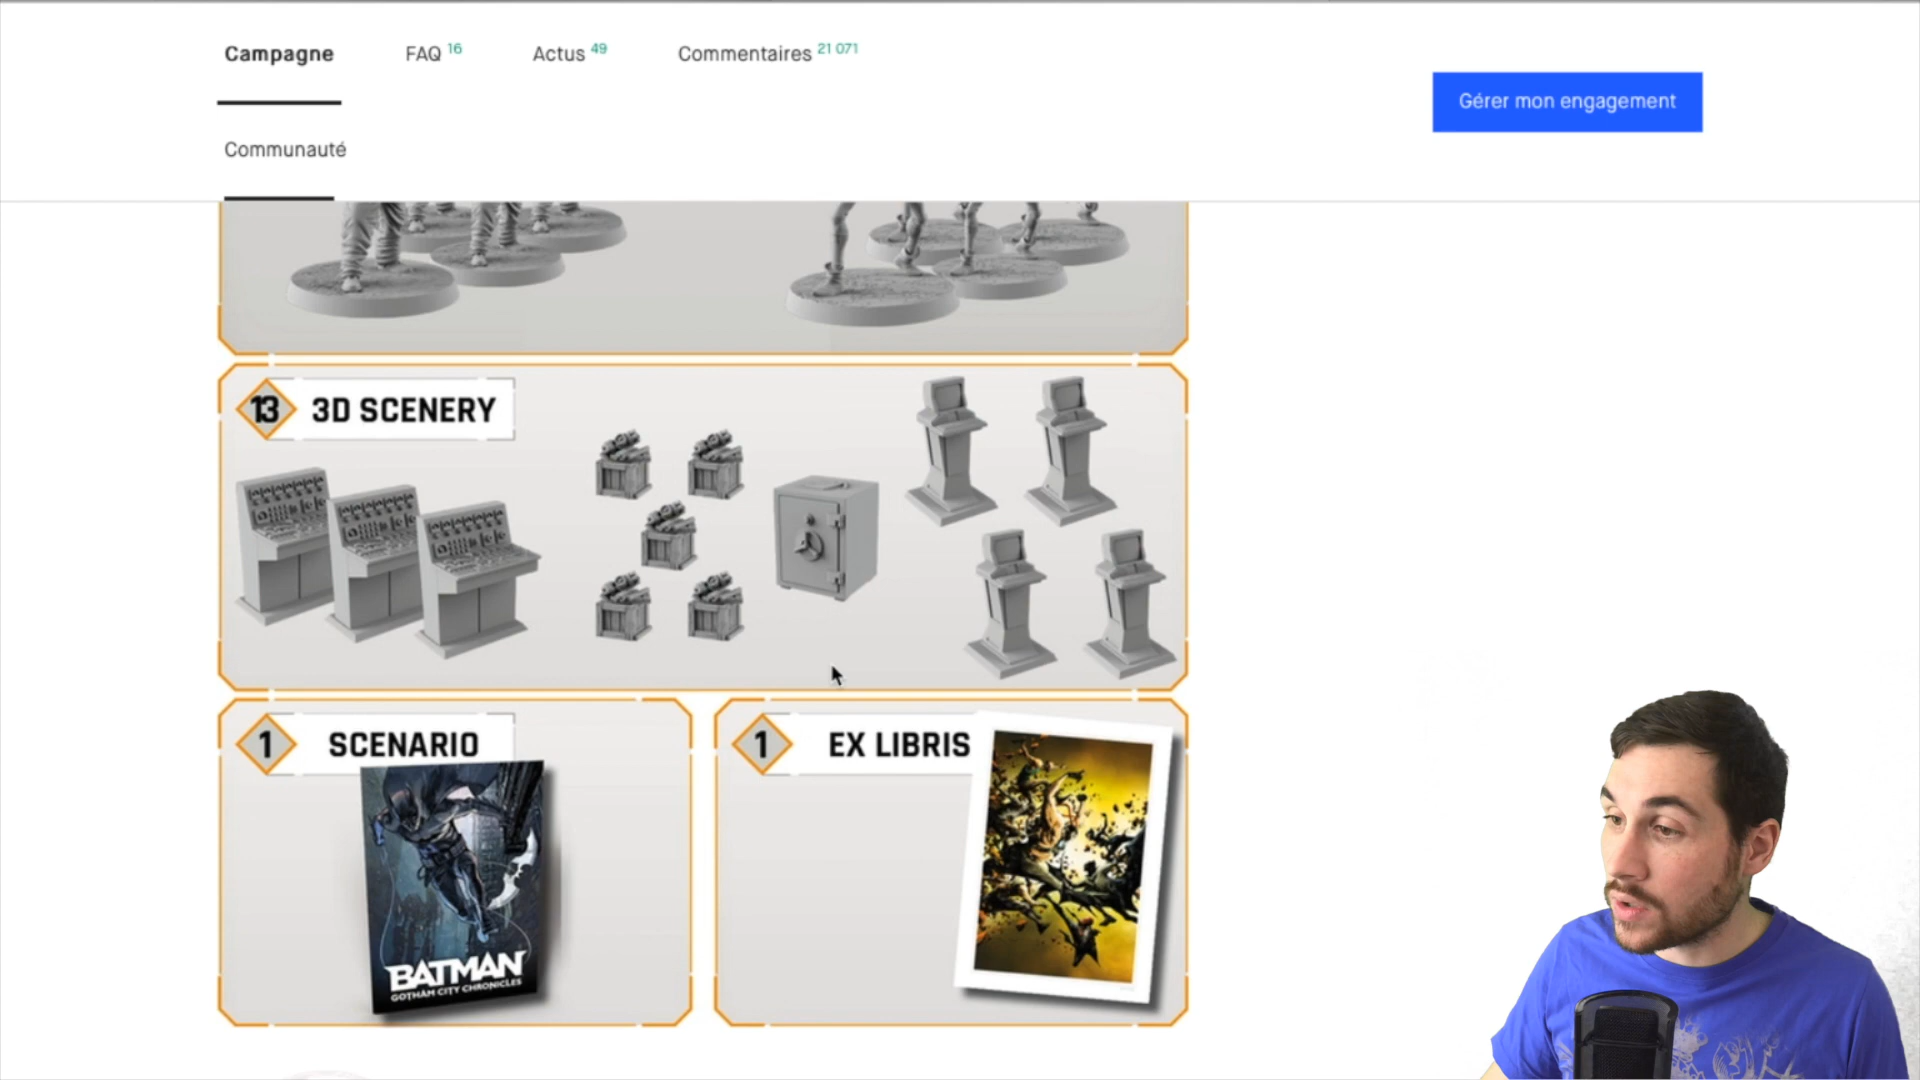 Campagne FAQ 16 Actus 49 Commentaires 21 071
Gérer mon engagement
Communauté
13 3D SCENERY
1 SCENARIO
1 EX LIBRIS
BATMAN
GOTHAM CITY CHRONICLES